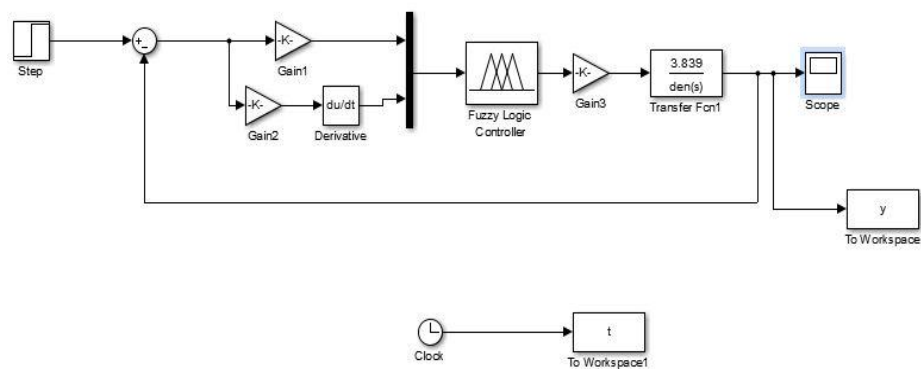 Step
+
-
-K-
Gain1
-K-
Gain2
du/dt
Derivative
Fuzzy Logic
Controller
-K-
Gain3
3.839
den(s)
Transfer Fcn1
Scope
y
To Workspace
Clock
t
To Workspace1